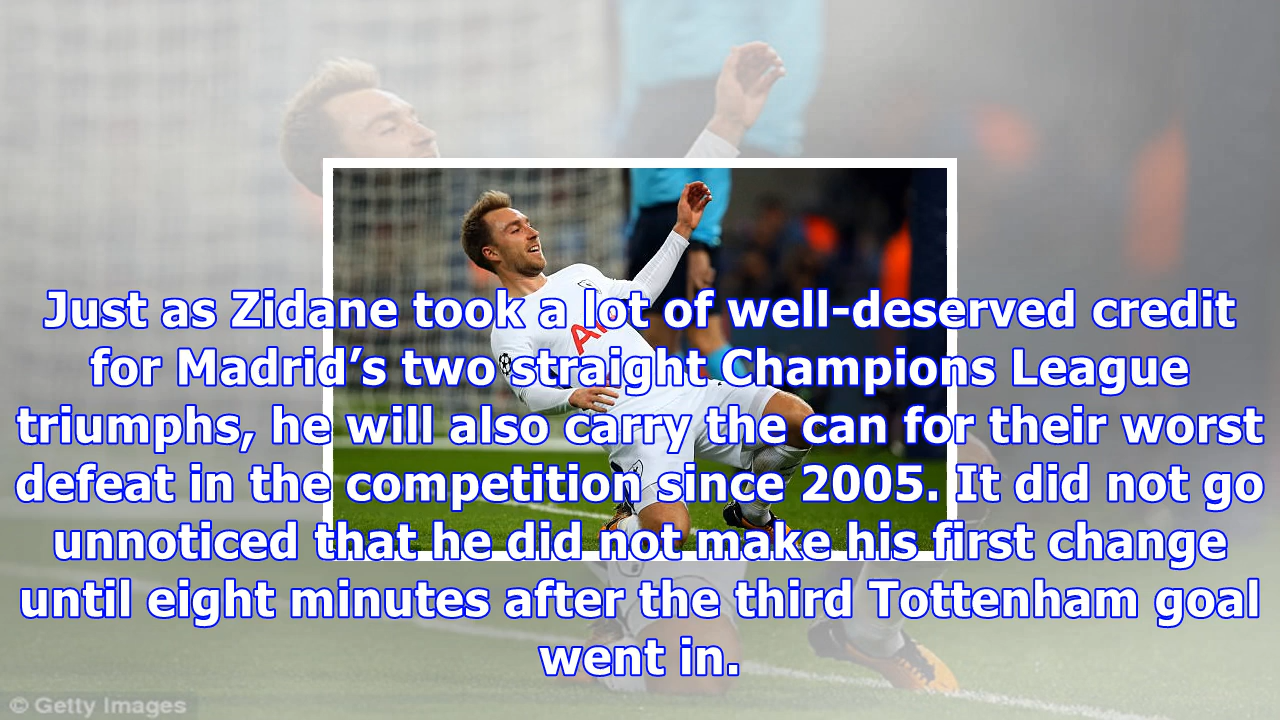 Just as Zidane took a lot of well-deserved credit
for Madrid’s two straight Champions League
triumphs, he will also carry the can for their worst
defeat in the competition since 2005. It did not go
unnoticed that he did not make his first change
until eight minutes after the third Tottenham goal
went in.
© Getty Images